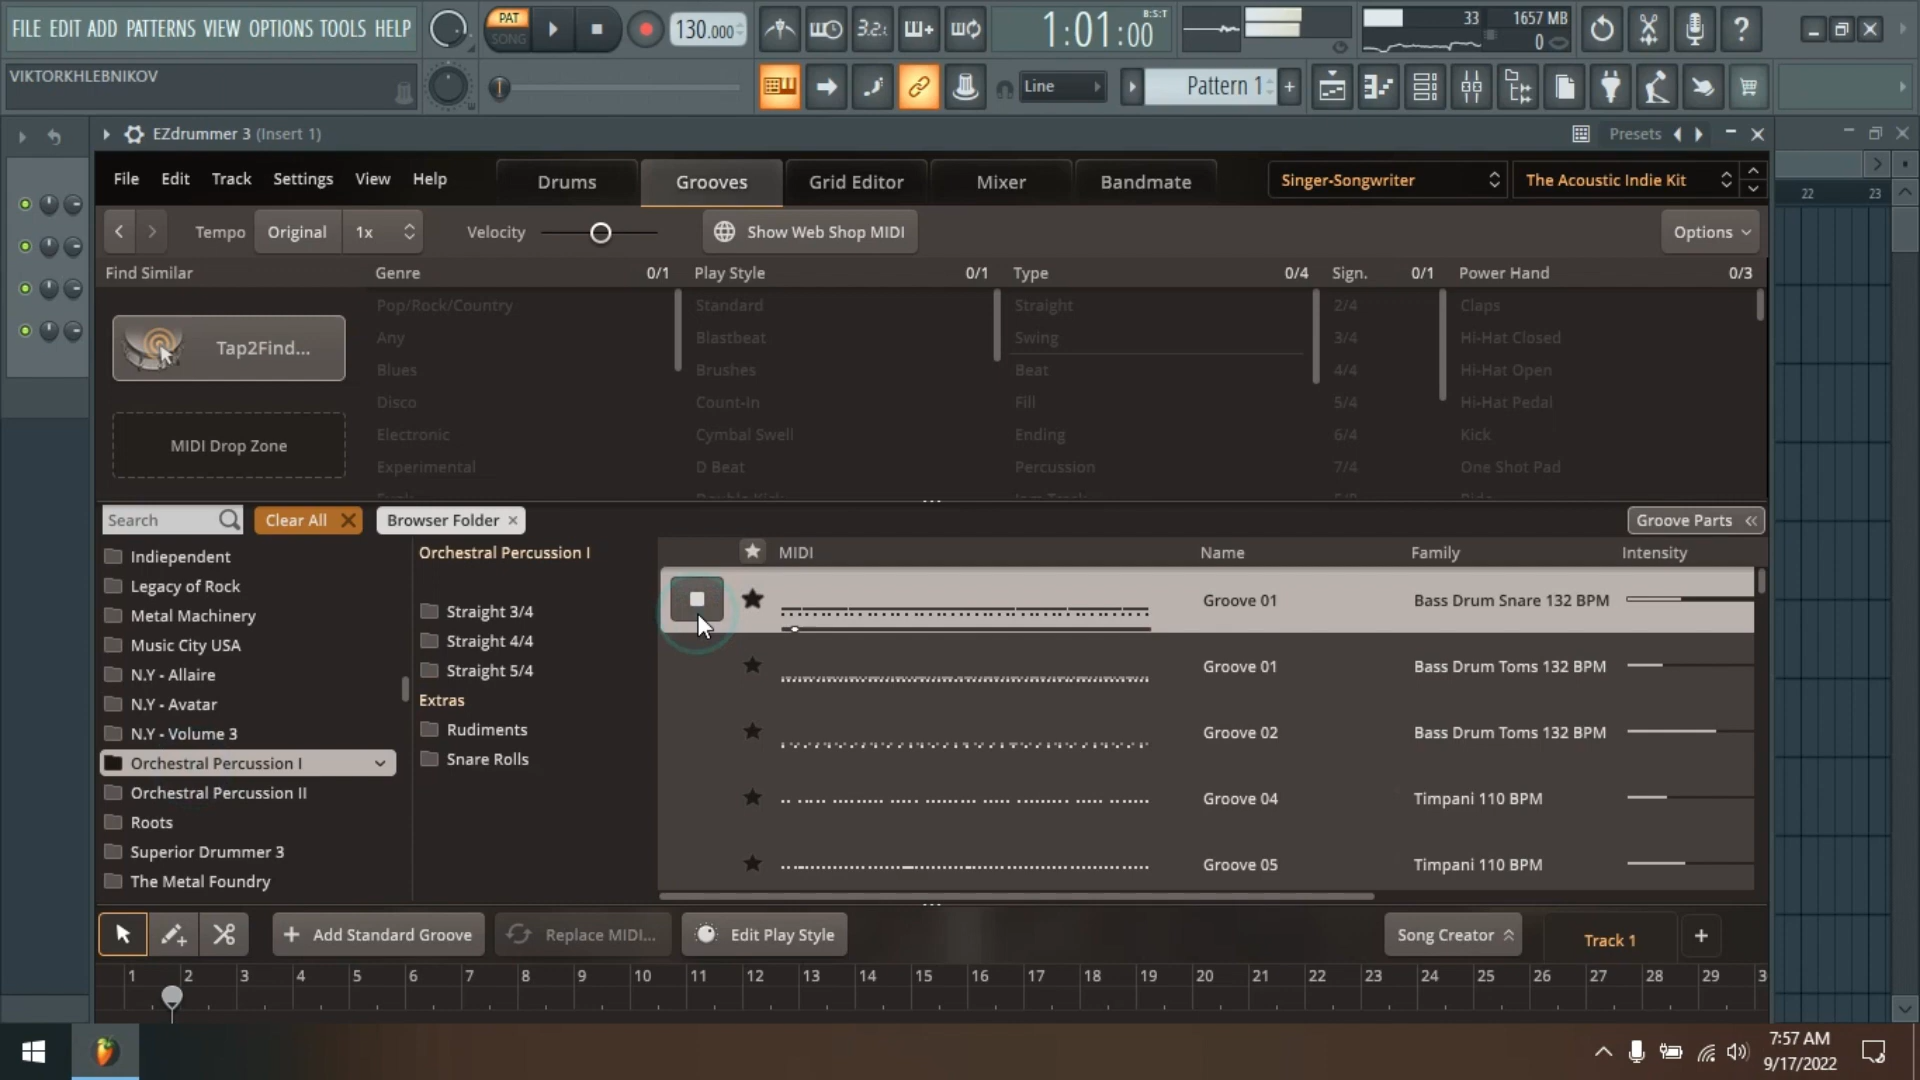 FILE EDIT ADD PATTERNS VIEW OPTIONS TOOLS HELP
PAT
SONG
130.000
3.2:
1:01:00
B:S:T
33
1657 MB
0
VIKTORKHLEBNIKOV
Line
Pattern 1
EZdrummer 3 (Insert 1)
Presets
File Edit Track Settings View Help
Drums
Grooves
Grid Editor
Mixer
Bandmate
Singer-Songwriter
The Acoustic Indie Kit
22
23
Tempo
Original
1x
Velocity
Show Web Shop MIDI
Options
Find Similar
Genre 0/1
Play Style 0/1
Type 0/4
Sign. 0/1
Power Hand 0/3
Tap2Find...
MIDI Drop Zone
Pop/Rock/Country
Any
Blues
Disco
Electronic
Experimental
Standard
Blastbeat
Brushes
Count-In
Cymbal Swell
D Beat
Straight
Swing
Beat
Fill
Ending
Percussion
2/4
3/4
4/4
5/4
6/4
7/4
Claps
Hi-Hat Closed
Hi-Hat Open
Hi-Hat Pedal
Kick
One Shot Pad
Search
Clear All
Browser Folder
Groove Parts
Indiependent
Legacy of Rock
Metal Machinery
Music City USA
N.Y - Allaire
N.Y - Avatar
N.Y - Volume 3
Orchestral Percussion I
Orchestral Percussion II
Roots
Superior Drummer 3
The Metal Foundry
Orchestral Percussion I
Straight 3/4
Straight 4/4
Straight 5/4
Extras
Rudiments
Snare Rolls
MIDI Name Family Intensity
Groove 01 Bass Drum Snare 132 BPM
Groove 01 Bass Drum Toms 132 BPM
Groove 02 Bass Drum Toms 132 BPM
Groove 04 Timpani 110 BPM
Groove 05 Timpani 110 BPM
Add Standard Groove
Replace MIDI...
Edit Play Style
Song Creator
Track 1
1 2 3 4 5 6 7 8 9 10 11 12 13 14 15 16 17 18 19 20 21 22 23 24 25 26 27 28 29 3
7:57 AM
9/17/2022